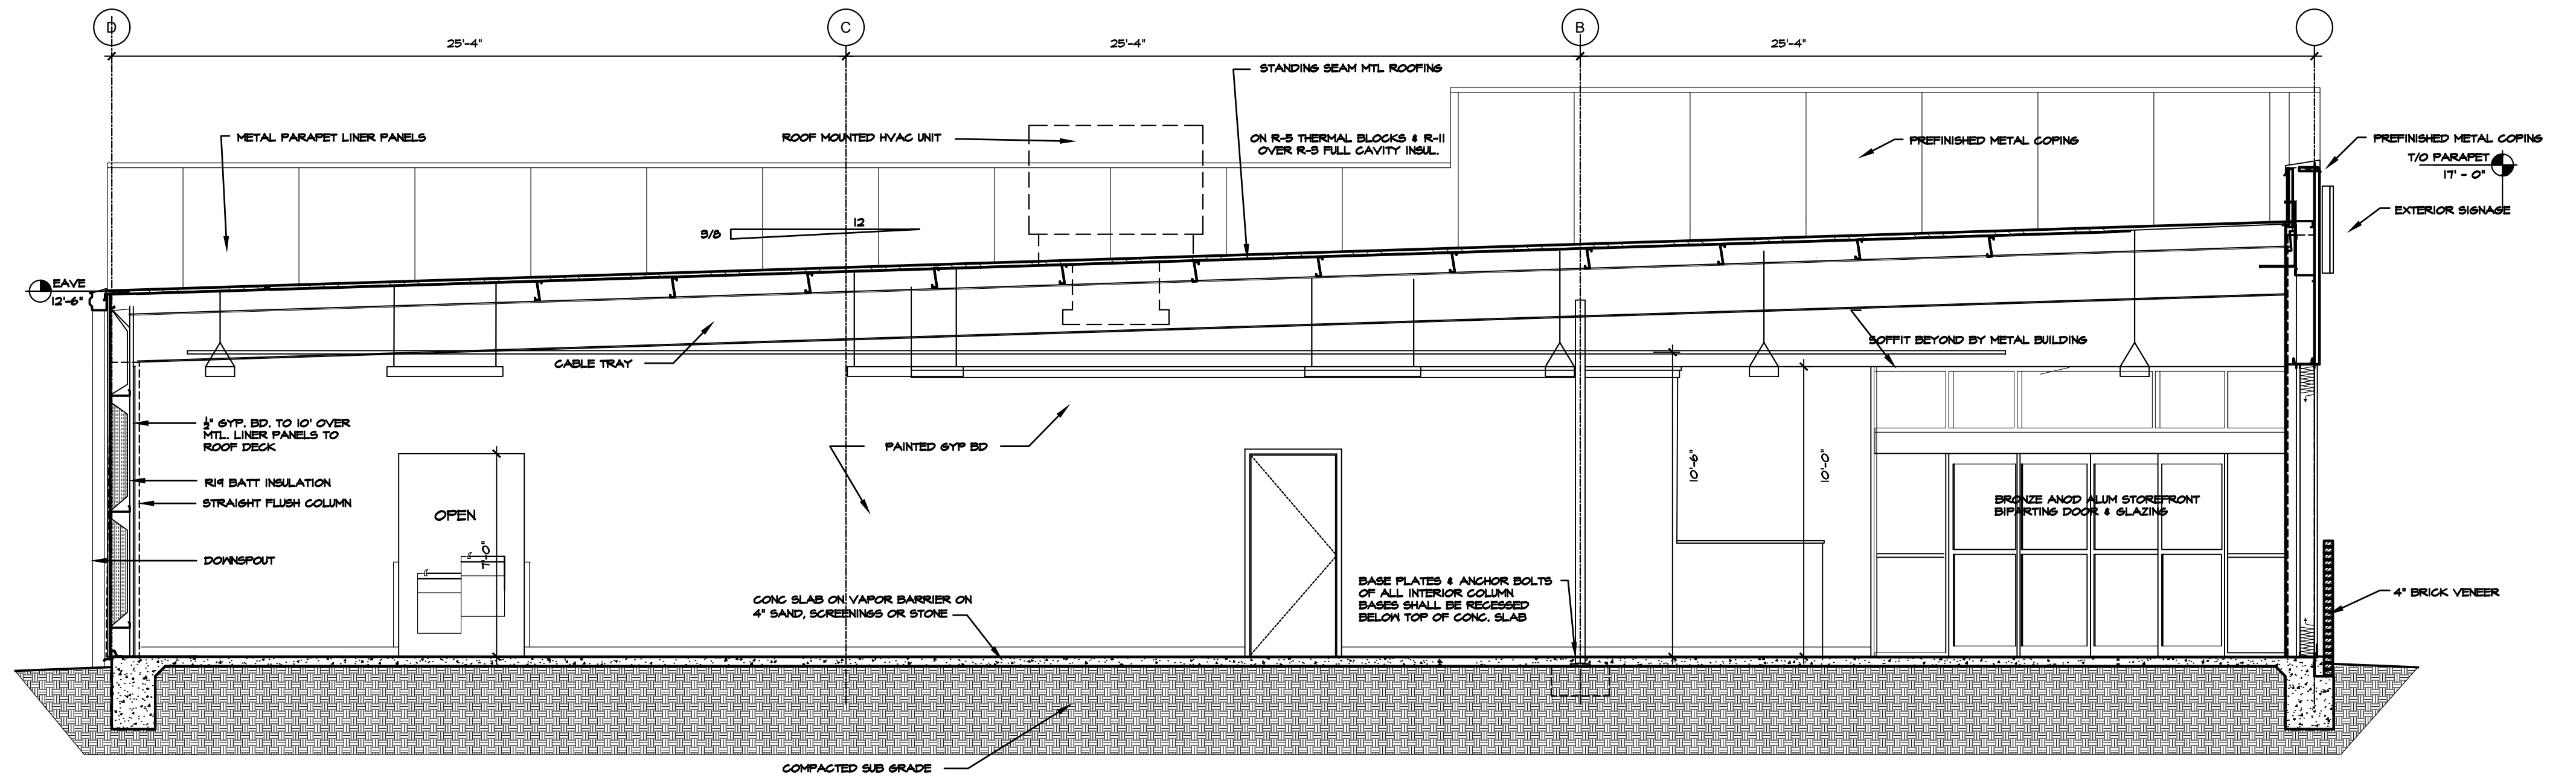 D
C
B
25'-4"
25'-4"
25'-4"
STANDING SEAM MTL ROOFING
METAL PARAPET LINER PANELS
ROOF MOUNTED HVAC UNIT
ON R-5 THERMAL BLOCKS & R-11
OVER R-3 FULL CAVITY INSUL.
PREFINISHED METAL COPING
PREFINISHED METAL COPING
T/O PARAPET
17' - 0"
EXTERIOR SIGNAGE
12
3/8
EAVE
12'-6"
CABLE TRAY
SOFFIT BEYOND BY METAL BUILDING
½" GYP. BD. TO 10' OVER
MTL. LINER PANELS TO
ROOF DECK
PAINTED GYP BD
10'-6"
10'-0"
R19 BATT INSULATION
STRAIGHT FLUSH COLUMN
OPEN
7'-0"
BRONZE ANOD ALUM STOREFRONT
BIPARTING DOOR & GLAZING
DOWNSPOUT
CONC SLAB ON VAPOR BARRIER ON
4" SAND, SCREENINGS OR STONE
BASE PLATES & ANCHOR BOLTS
OF ALL INTERIOR COLUMN
BASES SHALL BE RECESSED
BELOW TOP OF CONC. SLAB
4" BRICK VENEER
COMPACTED SUB GRADE